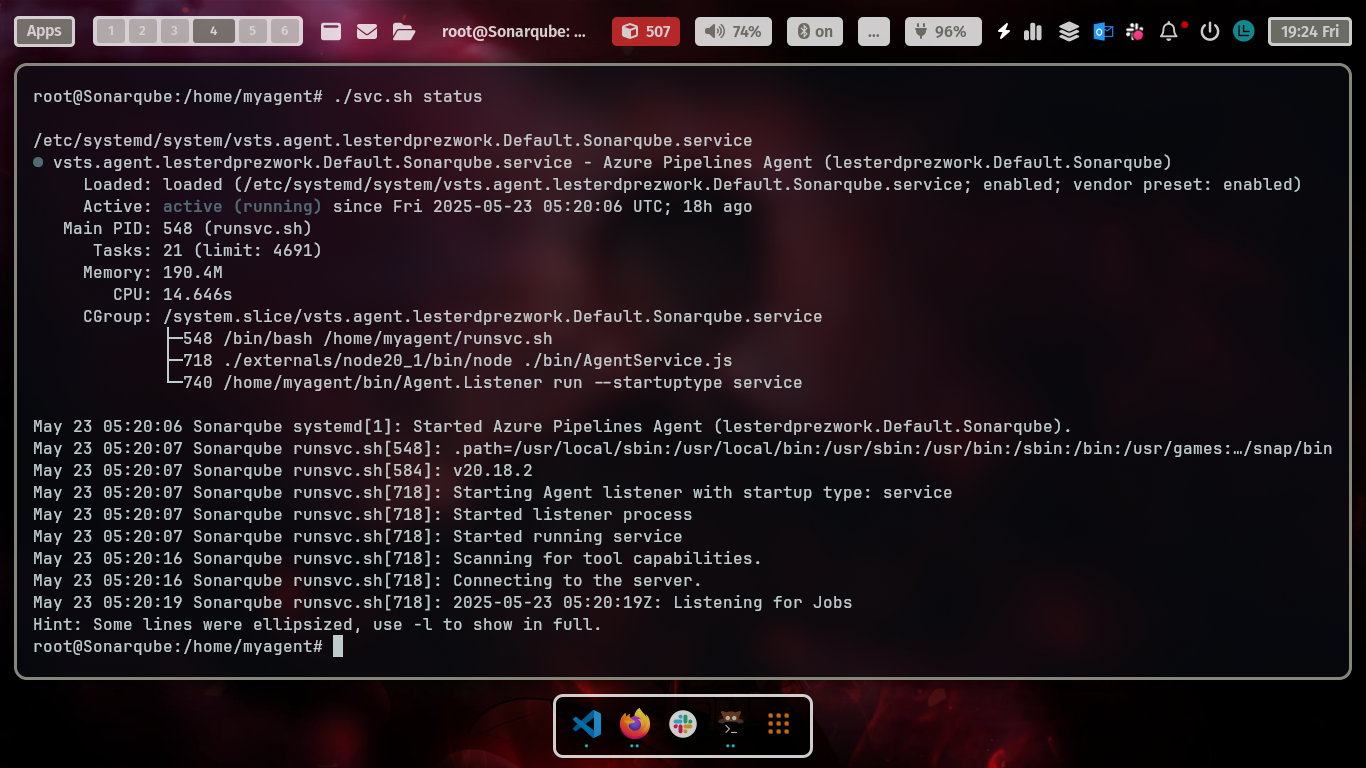 Apps
1 2 3 4 5 6
root@Sonarqube: ...
507
74%
on
...
96%
19:24 Fri
root@Sonarqube:/home/myagent# ./svc.sh status
/etc/systemd/system/vsts.agent.lesterdprezwork.Default.Sonarqube.service
● vsts.agent.lesterdprezwork.Default.Sonarqube.service - Azure Pipelines Agent (lesterdprezwork.Default.Sonarqube)
Loaded: loaded (/etc/systemd/system/vsts.agent.lesterdprezwork.Default.Sonarqube.service; enabled; vendor preset: enabled)
Active: active (running) since Fri 2025-05-23 05:20:06 UTC; 18h ago
Main PID: 548 (runsvc.sh)
Tasks: 21 (limit: 4691)
Memory: 190.4M
CPU: 14.646s
CGroup: /system.slice/vsts.agent.lesterdprezwork.Default.Sonarqube.service
├─548 /bin/bash /home/myagent/runsvc.sh
├─718 ./externals/node20_1/bin/node ./bin/AgentService.js
└─740 /home/myagent/bin/Agent.Listener run --startuptype service
May 23 05:20:06 Sonarqube systemd[1]: Started Azure Pipelines Agent (lesterdprezwork.Default.Sonarqube).
May 23 05:20:07 Sonarqube runsvc.sh[548]: .path=/usr/local/sbin:/usr/local/bin:/usr/sbin:/usr/bin:/sbin:/bin:/usr/games:…/snap/bin
May 23 05:20:07 Sonarqube runsvc.sh[584]: v20.18.2
May 23 05:20:07 Sonarqube runsvc.sh[718]: Starting Agent listener with startup type: service
May 23 05:20:07 Sonarqube runsvc.sh[718]: Started listener process
May 23 05:20:07 Sonarqube runsvc.sh[718]: Started running service
May 23 05:20:16 Sonarqube runsvc.sh[718]: Scanning for tool capabilities.
May 23 05:20:16 Sonarqube runsvc.sh[718]: Connecting to the server.
May 23 05:20:19 Sonarqube runsvc.sh[718]: 2025-05-23 05:20:19Z: Listening for Jobs
Hint: Some lines were ellipsized, use -l to show in full.
root@Sonarqube:/home/myagent#